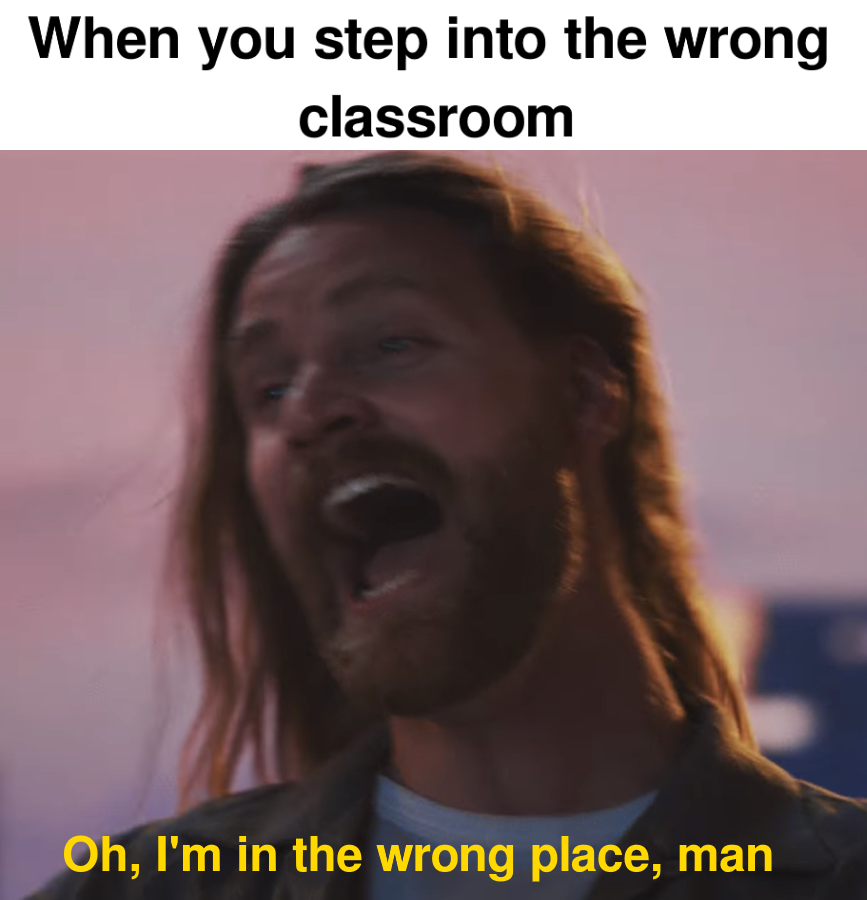 When you step into the wrong
classroom
Oh, I'm in the wrong place, man